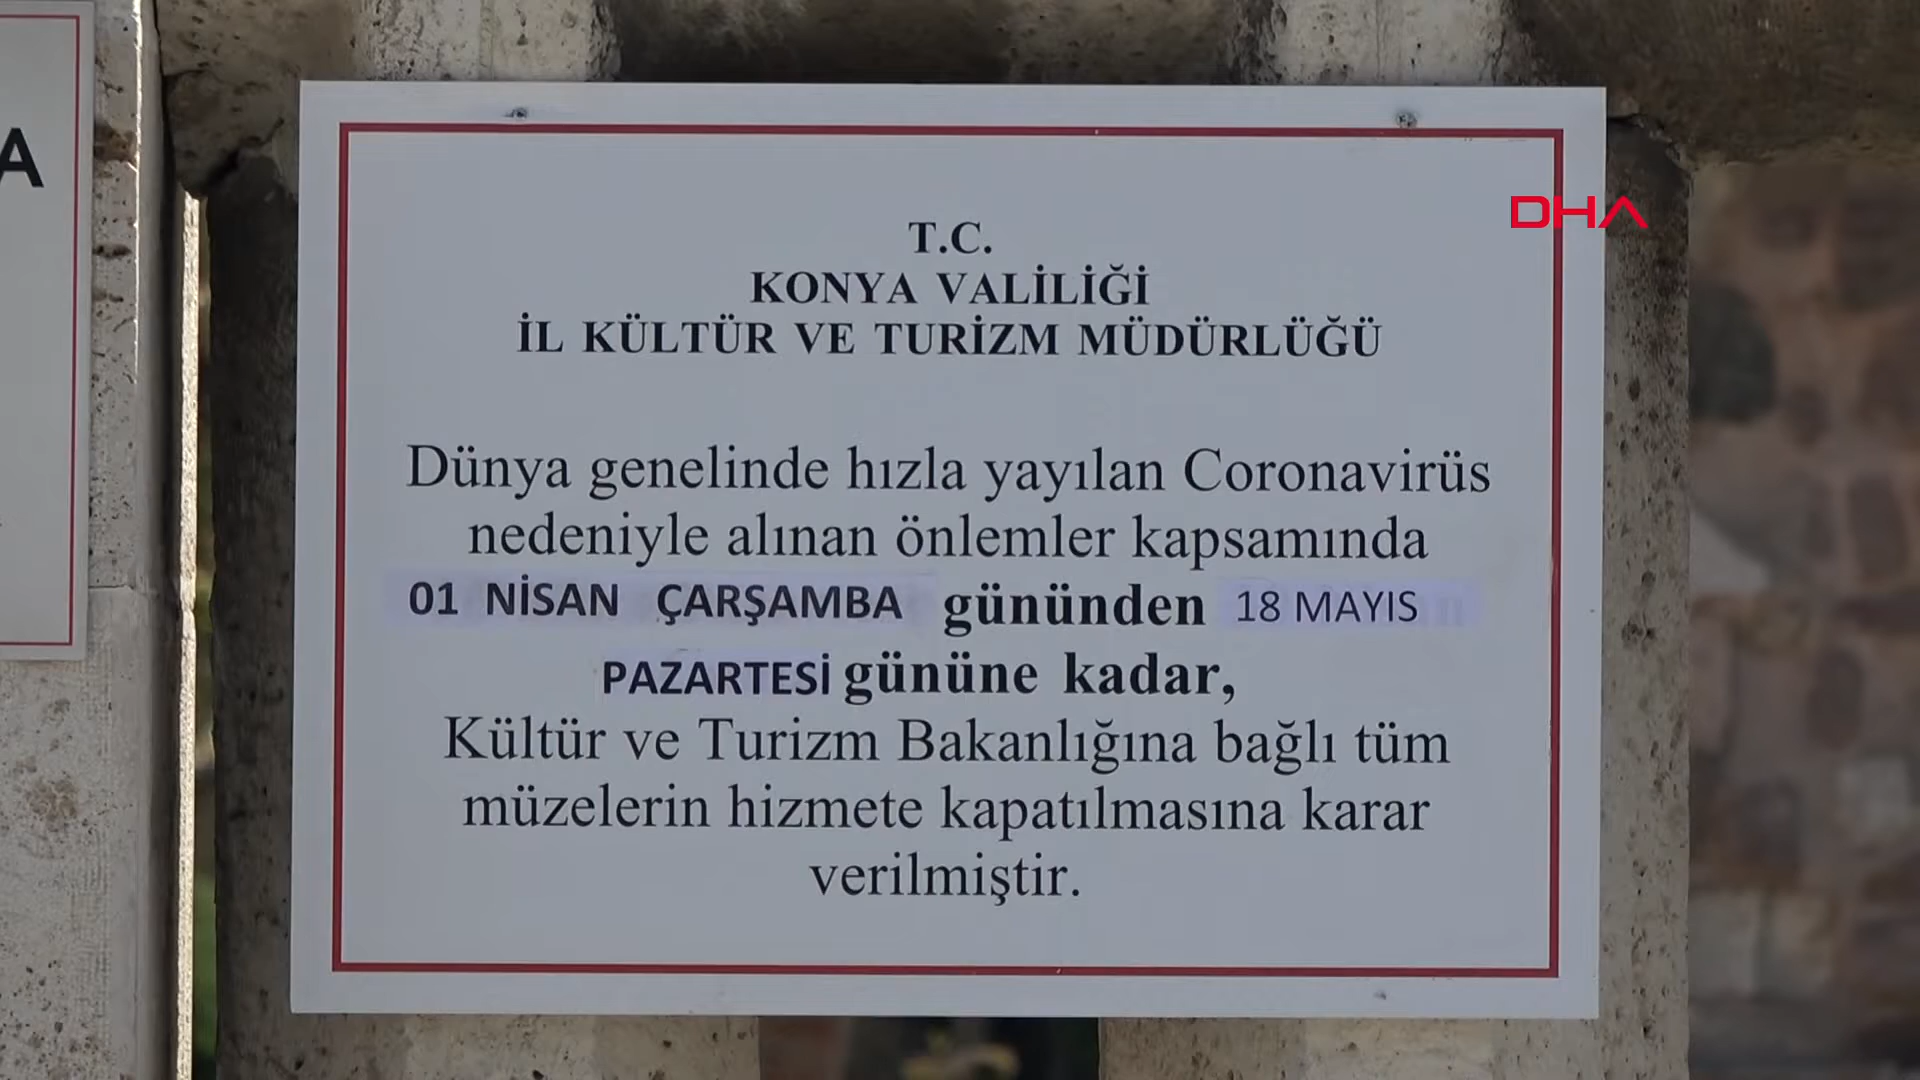 A
DHA
T.C.
KONYA VALİLİĞİ
İL KÜLTÜR VE TURİZM MÜDÜRLÜĞÜ
Dünya genelinde hızla yayılan Coronavirüs
nedeniyle alınan önlemler kapsamında
01 NİSAN ÇARŞAMBA gününden 18 MAYIS
PAZARTESİ gününe kadar,
Kültür ve Turizm Bakanlığına bağlı tüm
müzelerin hizmete kapatılmasına karar
verilmiştir.